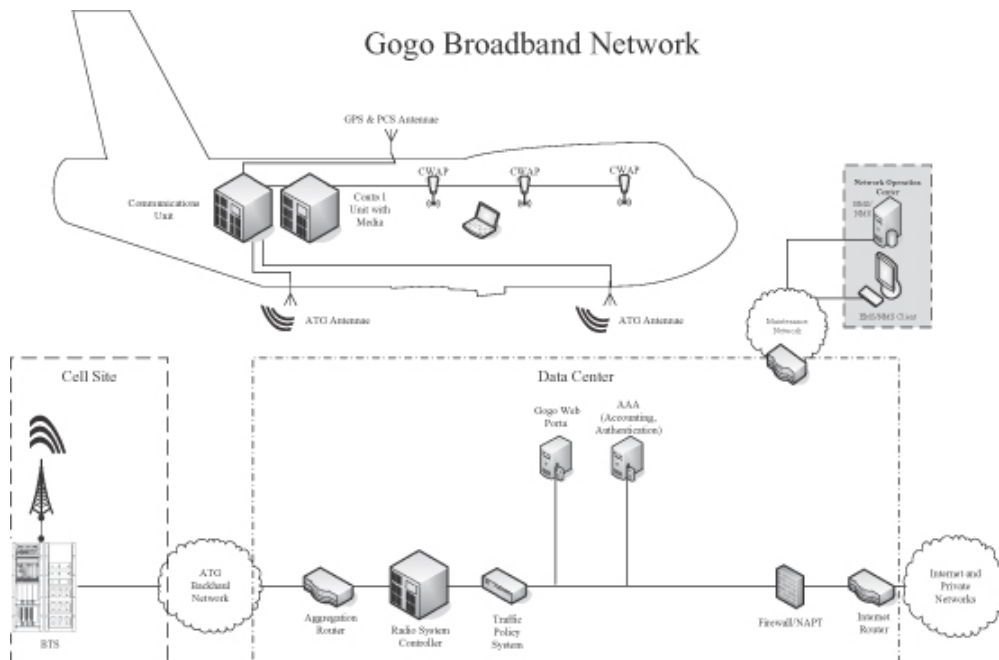 Gogo Broadband Network
GPS & PCS Antennae
CWAP
CWAP
CWAP
Communications
Unit
Unit with
Media
ATG Antennae
ATG Antennae
Network Operation
Center
EMS/NMS Client
Maintenance
Network
Cell Site
Data Center
Gogo Web
Porta
AAA
(Accounting,
Authentication)
BTS
ATG
Backhaul
Network
Aggregation
Router
Radio System
Controller
Traffic
Policy
System
Firewall/NAPT
Internet
Router
Internet and
Private
Networks